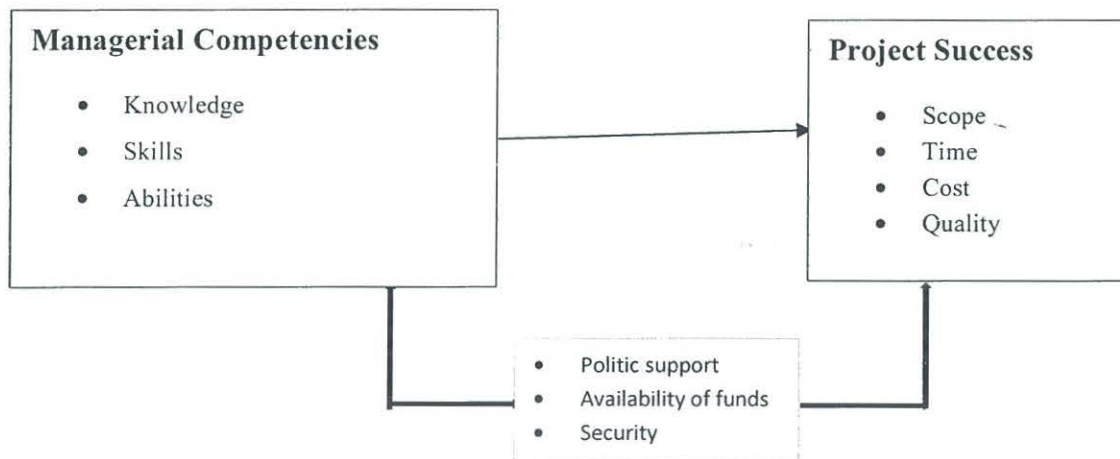 Managerial Competencies
• Knowledge
• Skills
• Abilities
Project Success
• Scope
• Time
• Cost
• Quality
• Politic support
• Availability of funds
• Security